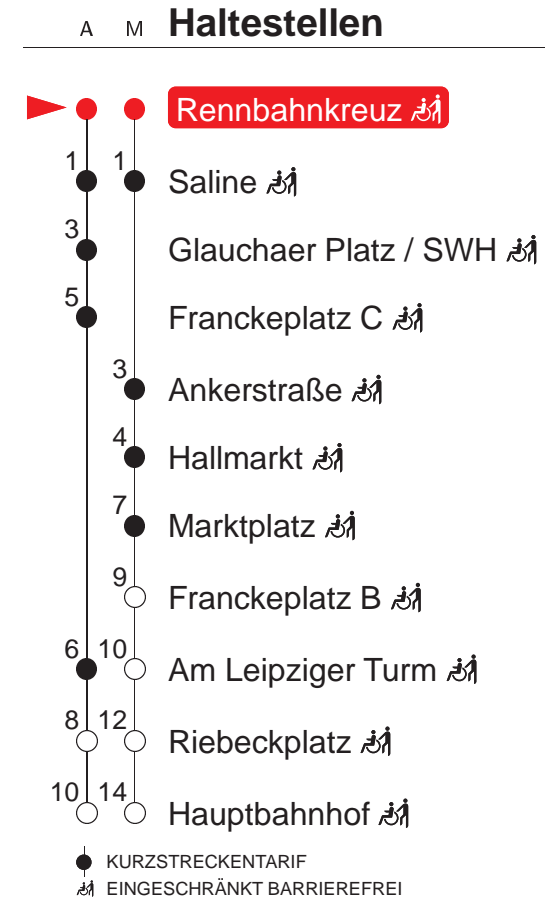 A M Haltestellen
Rennbahnkreuz
1 1 Saline
3 Glauchaer Platz / SWH
5 Franckeplatz C
3 Ankerstraße
4 Hallmarkt
7 Marktplatz
9 Franckeplatz B
6 10 Am Leipziger Turm
8 12 Riebeckplatz
10 14 Hauptbahnhof
KURZSTRECKENTARIF
EINGESCHRÄNKT BARRIEREFREI